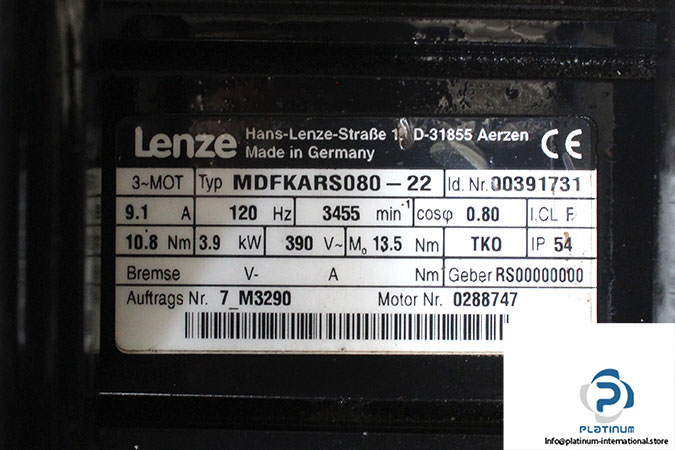 Lenze
Hans-Lenze-Straße 1, D-31855 Aerzen
Made in Germany
CE
3~MOT Typ MDFKARS080-22 Id. Nr. 00391731
9.1 A 120 Hz 3455 min⁻¹ cosφ 0.80 I.CL F
10.8 Nm 3.9 kW 390 V~ M₀ 13.5 Nm TKO IP 54
Bremse V- A Nm Geber RS00000000
Auftrags Nr. 7_M3290 Motor Nr. 0288747
PLATINUM
Info@platinum-international.store